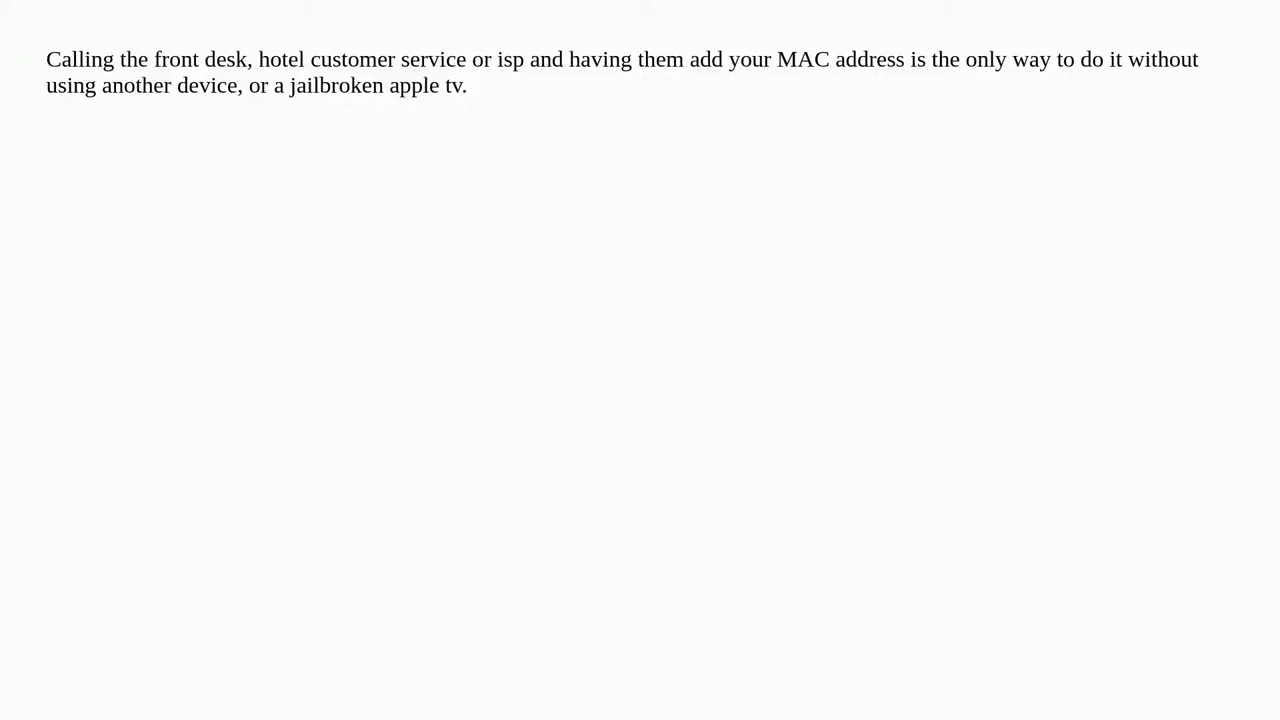 Calling the front desk, hotel customer service or isp and having them add your MAC address is the only way to do it without
using another device, or a jailbroken apple tv.